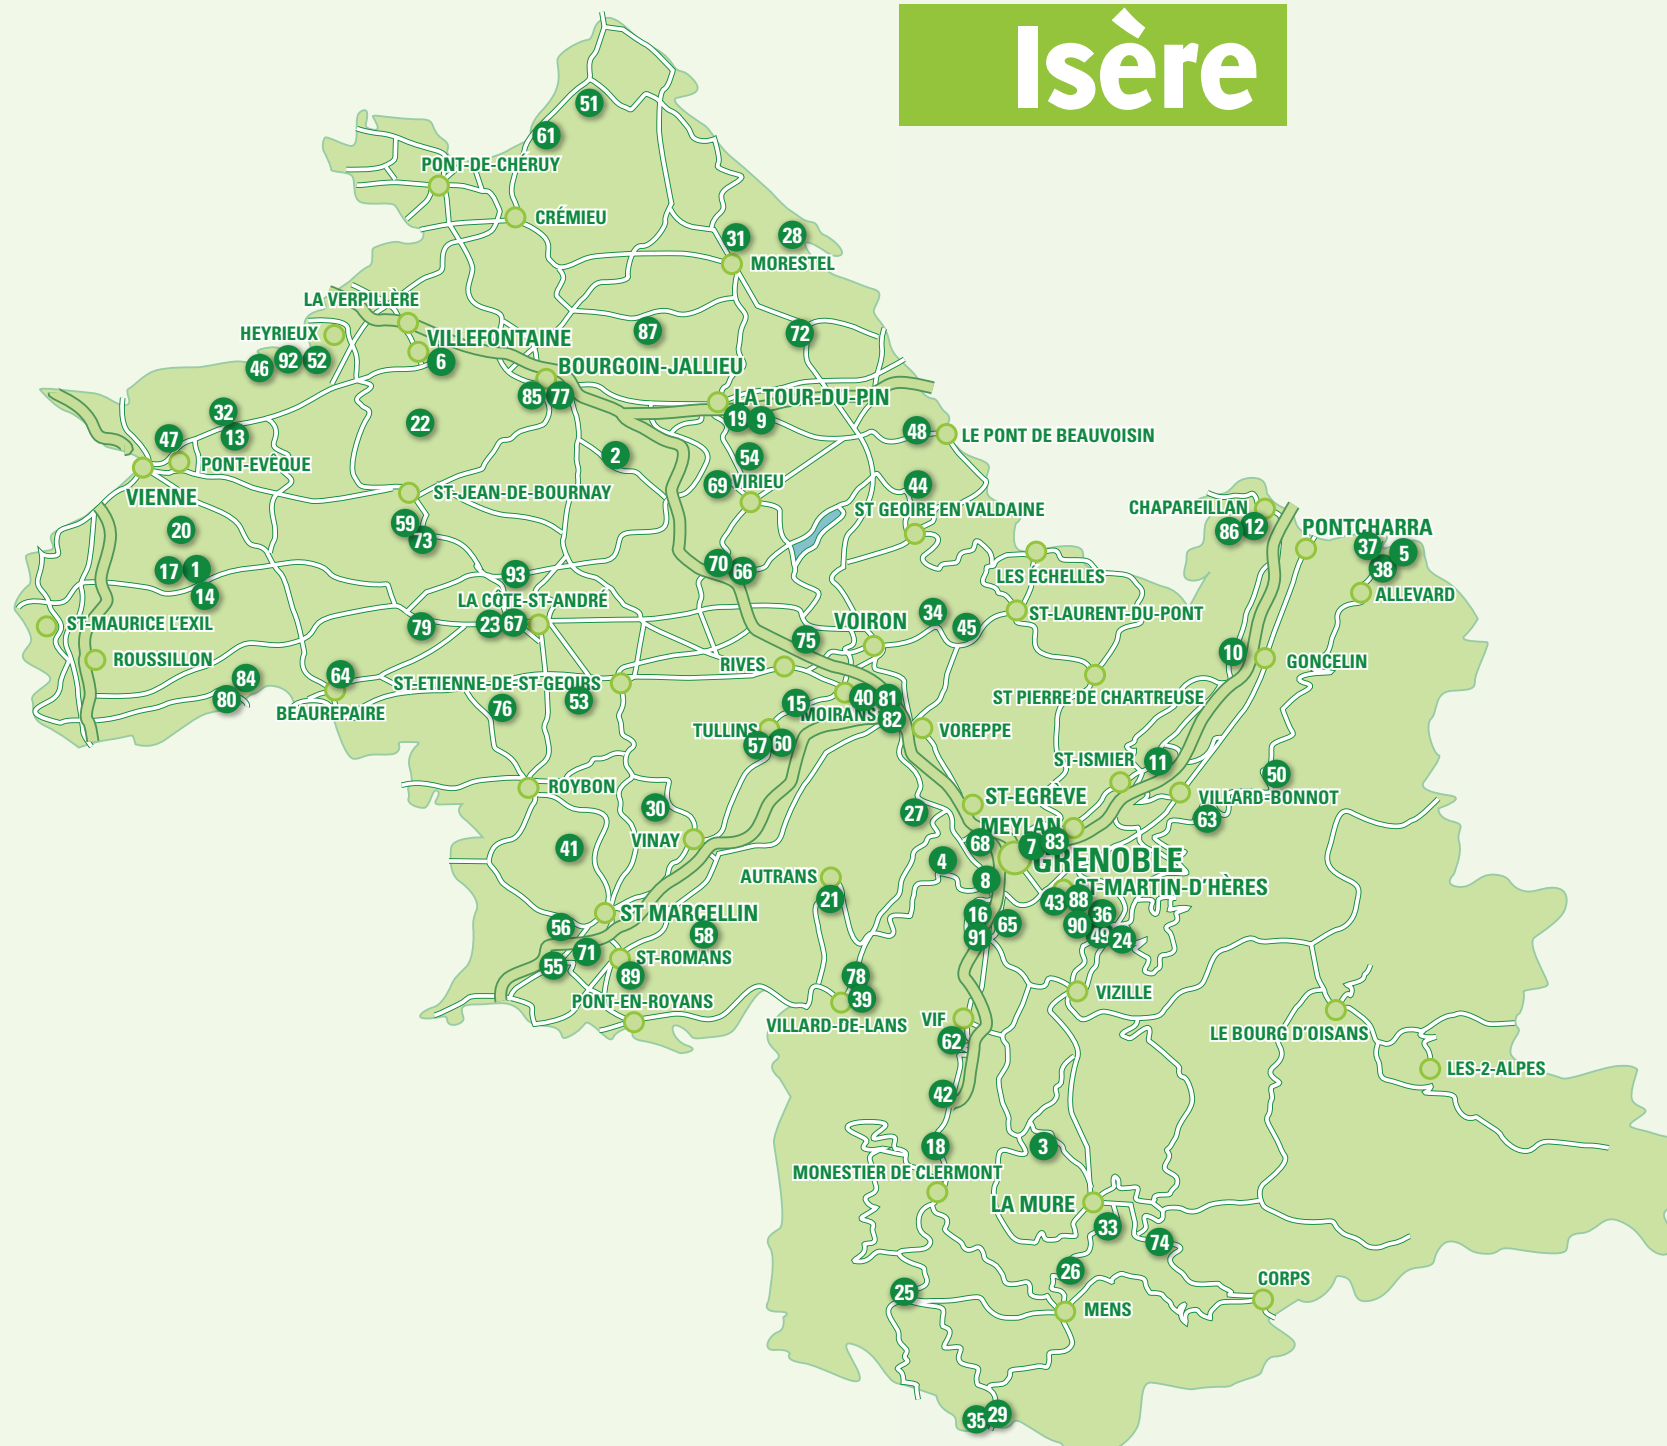 Isère
51
61
PONT-DE-CHÉRUY
CRÉMIEU
31
28
MORESTEL
LA VERPILLÈRE
HEYRIEUX
VILLEFONTAINE
87
72
46
92
52
6
BOURGOIN-JALLIEU
85
77
LA TOUR-DU-PIN
19
9
32
22
13
47
48
LE PONT DE BEAUVOISIN
2
54
PONT-EVÊQUE
69
VIRIEU
44
VIENNE
ST-JEAN-DE-BOURNAY
ST GEOIRE EN VALDAINE
CHAPAREILLAN
86
12
PONTCHARRA
20
59
73
37
5
38
17
1
70
66
93
LES ÉCHELLES
14
LA CÔTE-ST-ANDRÉ
ALLEVARD
ST-MAURICE L'EXIL
79
23
67
VOIRON
34
45
ST-LAURENT-DU-PONT
75
ROUSSILLON
RIVES
10
GONCELIN
84
80
64
ST-ETIENNE-DE-ST-GEOIRS
BEAUREPAIRE
76
53
15
40
81
ST PIERRE DE CHARTREUSE
MOIRANS
82
TULLINS
57
60
VOREPPE
ST-ISMIER
11
50
ROYBON
30
ST-EGRÈVE
VILLARD-BONNOT
27
63
VINAY
MEYLAN
41
68
7
83
4
GRENOBLE
AUTRANS
8
ST-MARTIN-D'HÈRES
21
43
88
ST MARCELLIN
16
65
36
56
58
91
90
49
24
71
ST-ROMANS
55
89
78
PONT-EN-ROYANS
39
VIZILLE
VILLARD-DE-LANS
VIF
LE BOURG D'OISANS
62
LES-2-ALPES
42
18
3
MONESTIER DE CLERMONT
LA MURE
33
74
26
CORPS
25
MENS
35
29